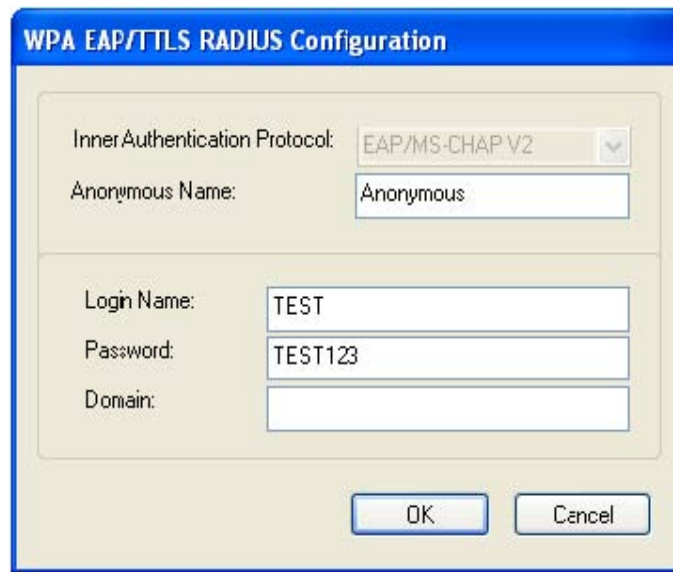 WPA EAP/TTLS RADIUS Configuration
Inner Authentication Protocol: EAP/MS-CHAP V2
Anonymous Name: Anonymous
Login Name: TEST
Password: TEST123
Domain:
OK Cancel